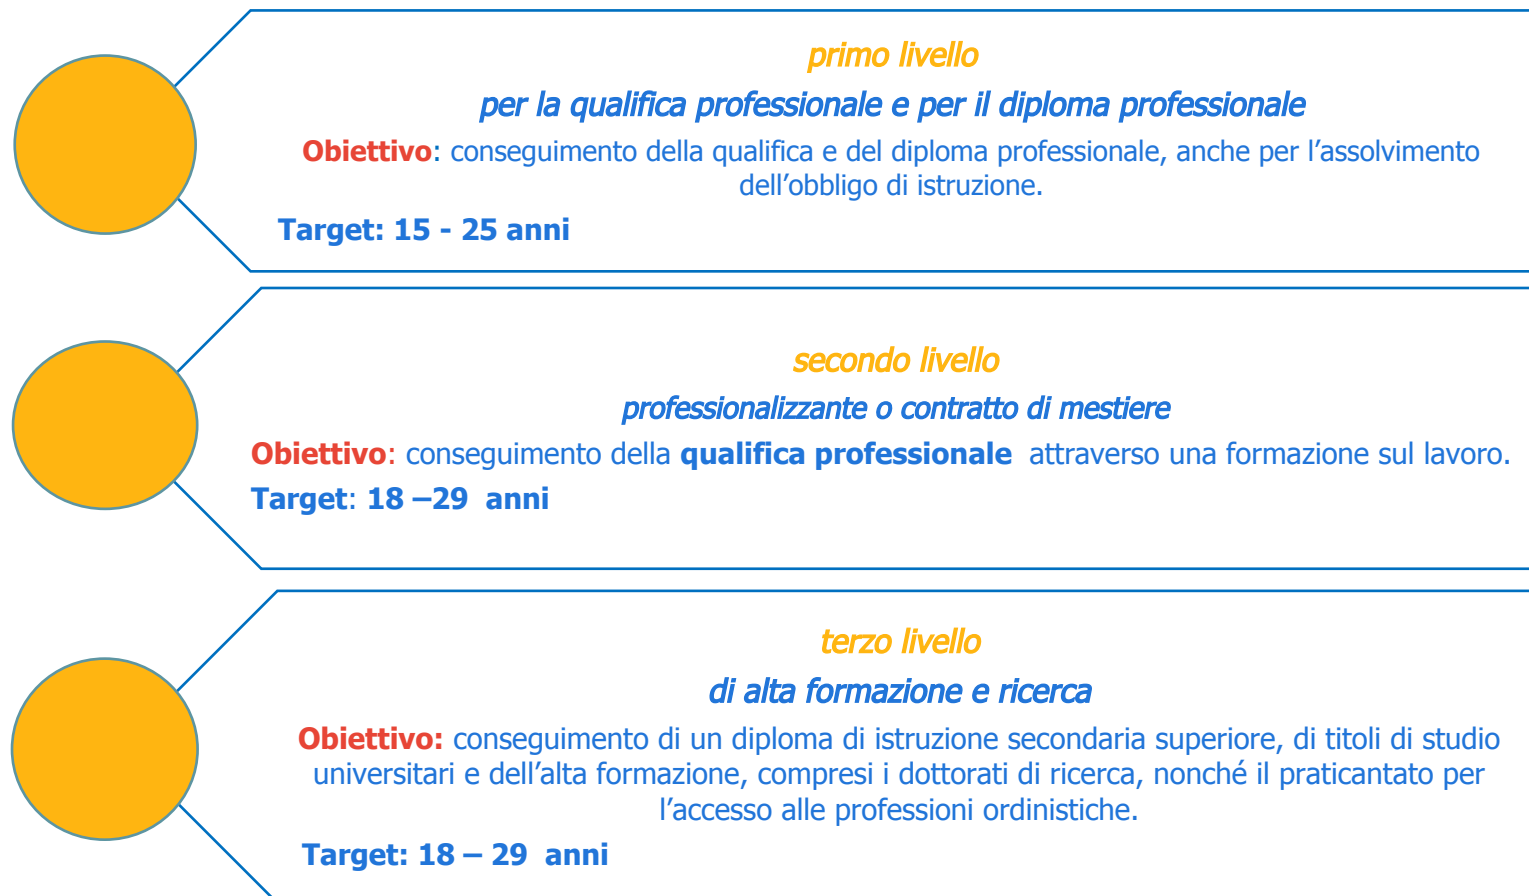 primo livello
per la qualifica professionale e per il diploma professionale
Obiettivo: conseguimento della qualifica e del diploma professionale, anche per l’assolvimento
dell’obbligo di istruzione.
Target: 15 - 25 anni
secondo livello
professionalizzante o contratto di mestiere
Obiettivo: conseguimento della qualifica professionale  attraverso una formazione sul lavoro.
Target: 18 –29  anni
terzo livello
di alta formazione e ricerca
Obiettivo: conseguimento di un diploma di istruzione secondaria superiore, di titoli di studio
universitari e dell’alta formazione, compresi i dottorati di ricerca, nonché il praticantato per
l’accesso alle professioni ordinistiche.
Target: 18 – 29  anni